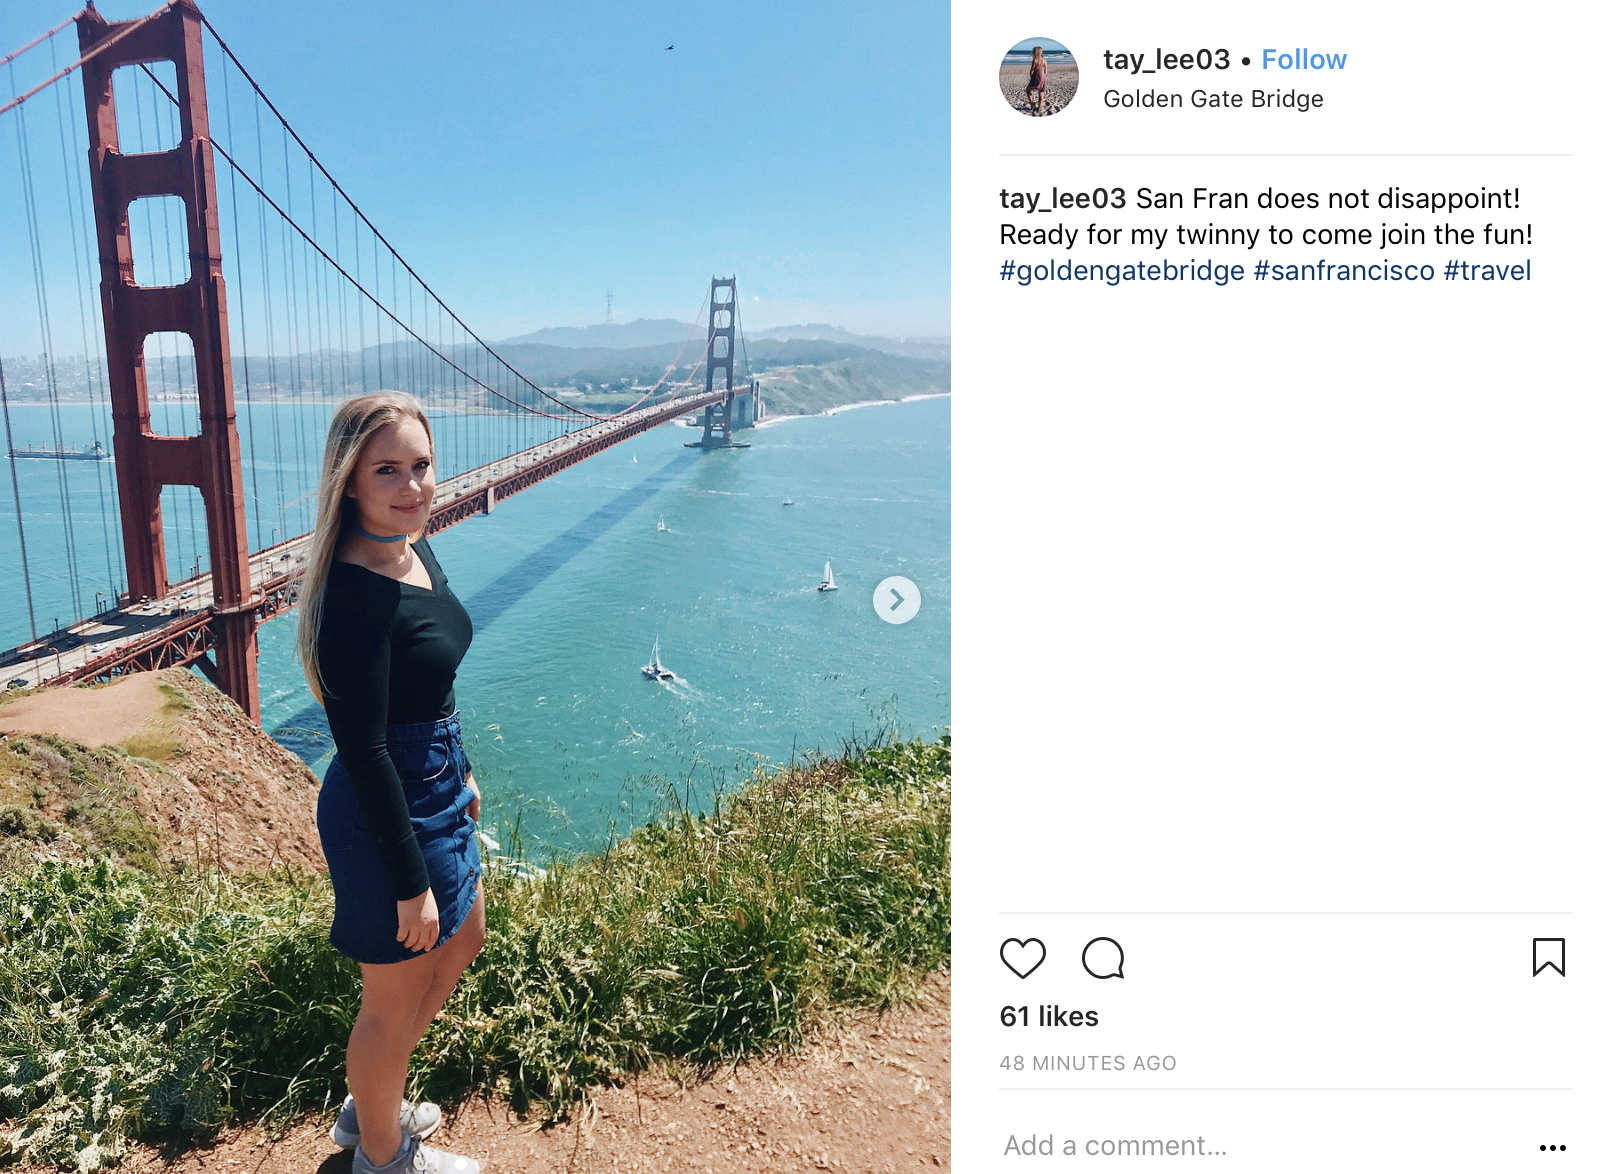 tay_lee03 • Follow
Golden Gate Bridge
tay_lee03 San Fran does not disappoint!
Ready for my twinny to come join the fun!
#goldengatebridge #sanfrancisco #travel
61 likes
48 MINUTES AGO
Add a comment...